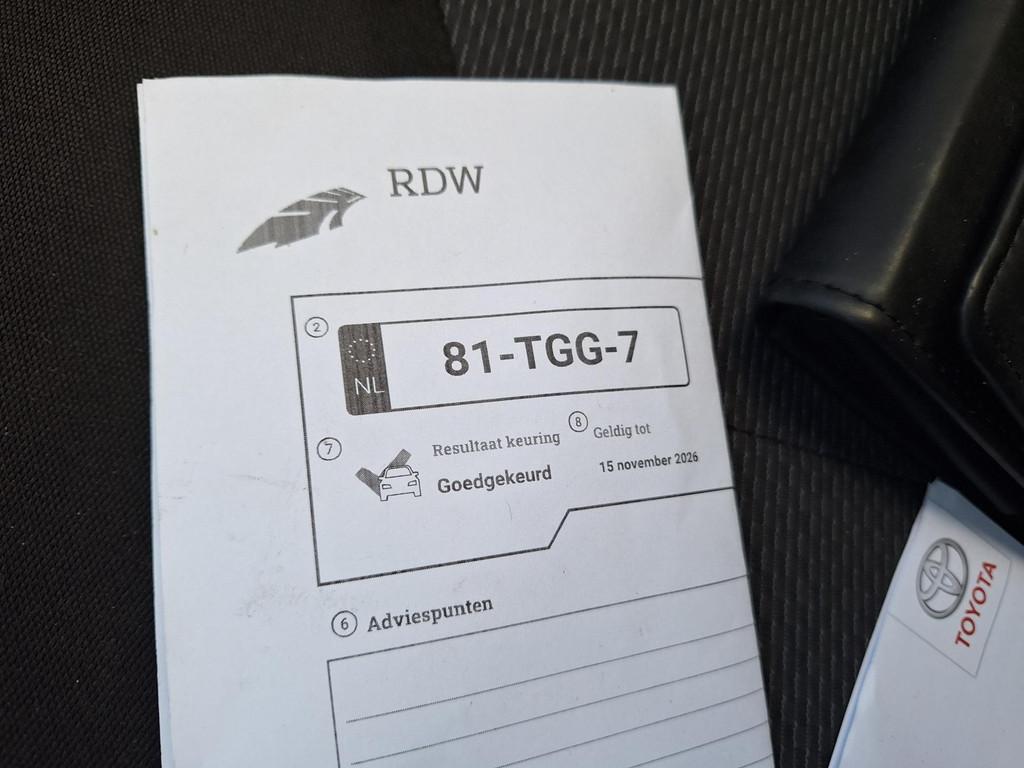 RDW
2
NL
81-TGG-7
7
Resultaat keuring
8
Geldig tot
Goedgekeurd
15 november 2026
6
Adviespunten
TOYOTA